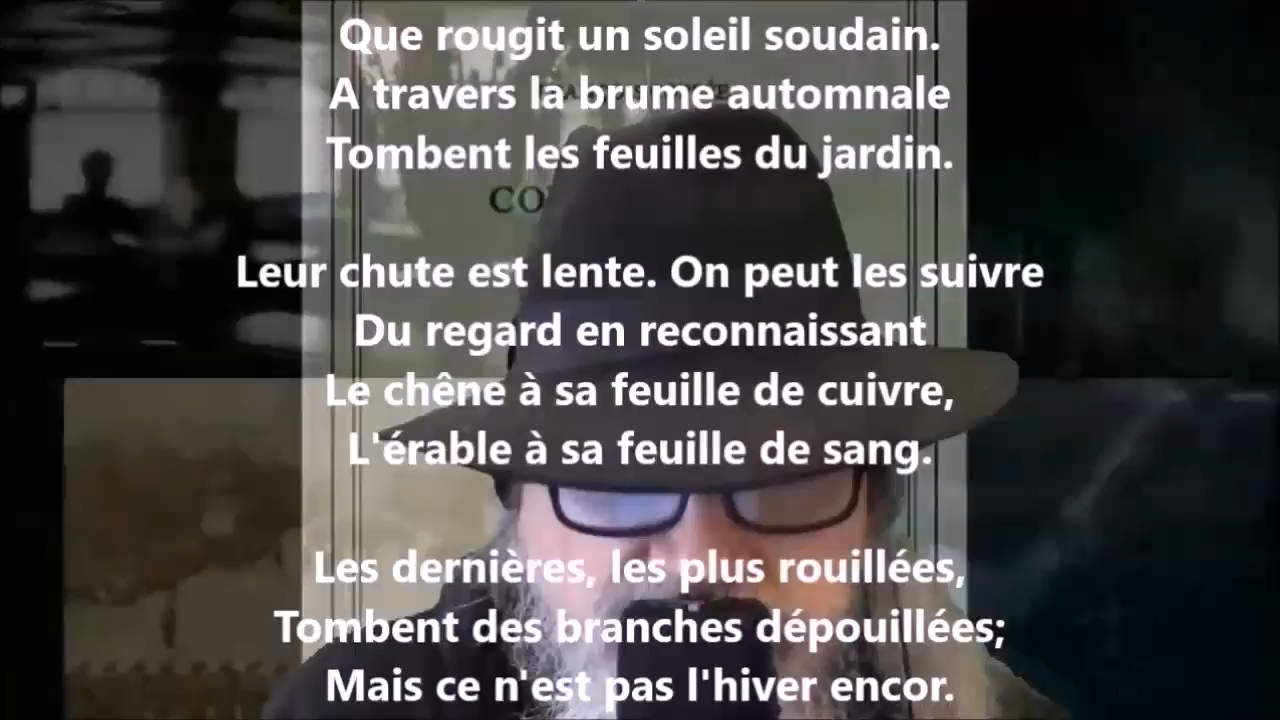 Que rougit un soleil soudain.
A travers la brume automnale
Tombent les feuilles du jardin.
Leur chute est lente. On peut les suivre
Du regard en reconnaissant
Le chêne à sa feuille de cuivre,
L'érable à sa feuille de sang.
Les dernières, les plus rouillées,
Tombent des branches dépouillées;
Mais ce n'est pas l'hiver encor.